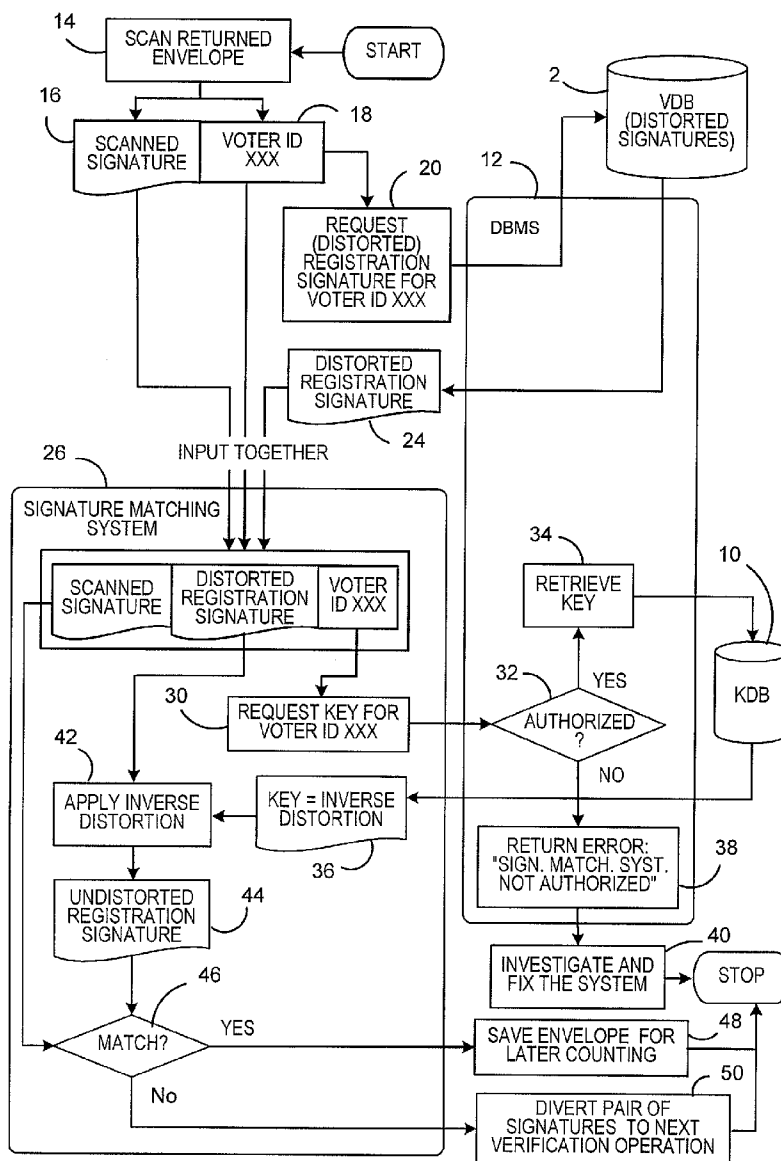 14
SCAN RETURNED
ENVELOPE
START
2
VDB
(DISTORTED
SIGNATURES)
16
SCANNED
SIGNATURE
VOTER ID
XXX
18
20
REQUEST
(DISTORTED)
REGISTRATION
SIGNATURE FOR
VOTER ID XXX
12
DBMS
DISTORTED
REGISTRATION
SIGNATURE
24
INPUT TOGETHER
26
SIGNATURE MATCHING
SYSTEM
SCANNED
SIGNATURE
DISTORTED
REGISTRATION
SIGNATURE
VOTER
ID XXX
34
RETRIEVE
KEY
10
KDB
30
REQUEST KEY FOR
VOTER ID XXX
32
AUTHORIZED
?
YES
NO
42
APPLY INVERSE
DISTORTION
KEY = INVERSE
DISTORTION
36
RETURN ERROR:
"SIGN. MATCH. SYST.
NOT AUTHORIZED"
38
UNDISTORTED
REGISTRATION
SIGNATURE
44
40
INVESTIGATE AND
FIX THE SYSTEM
STOP
46
MATCH?
YES
No
SAVE ENVELOPE FOR
LATER COUNTING
48
50
DIVERT PAIR OF
SIGNATURES TO NEXT
VERIFICATION OPERATION